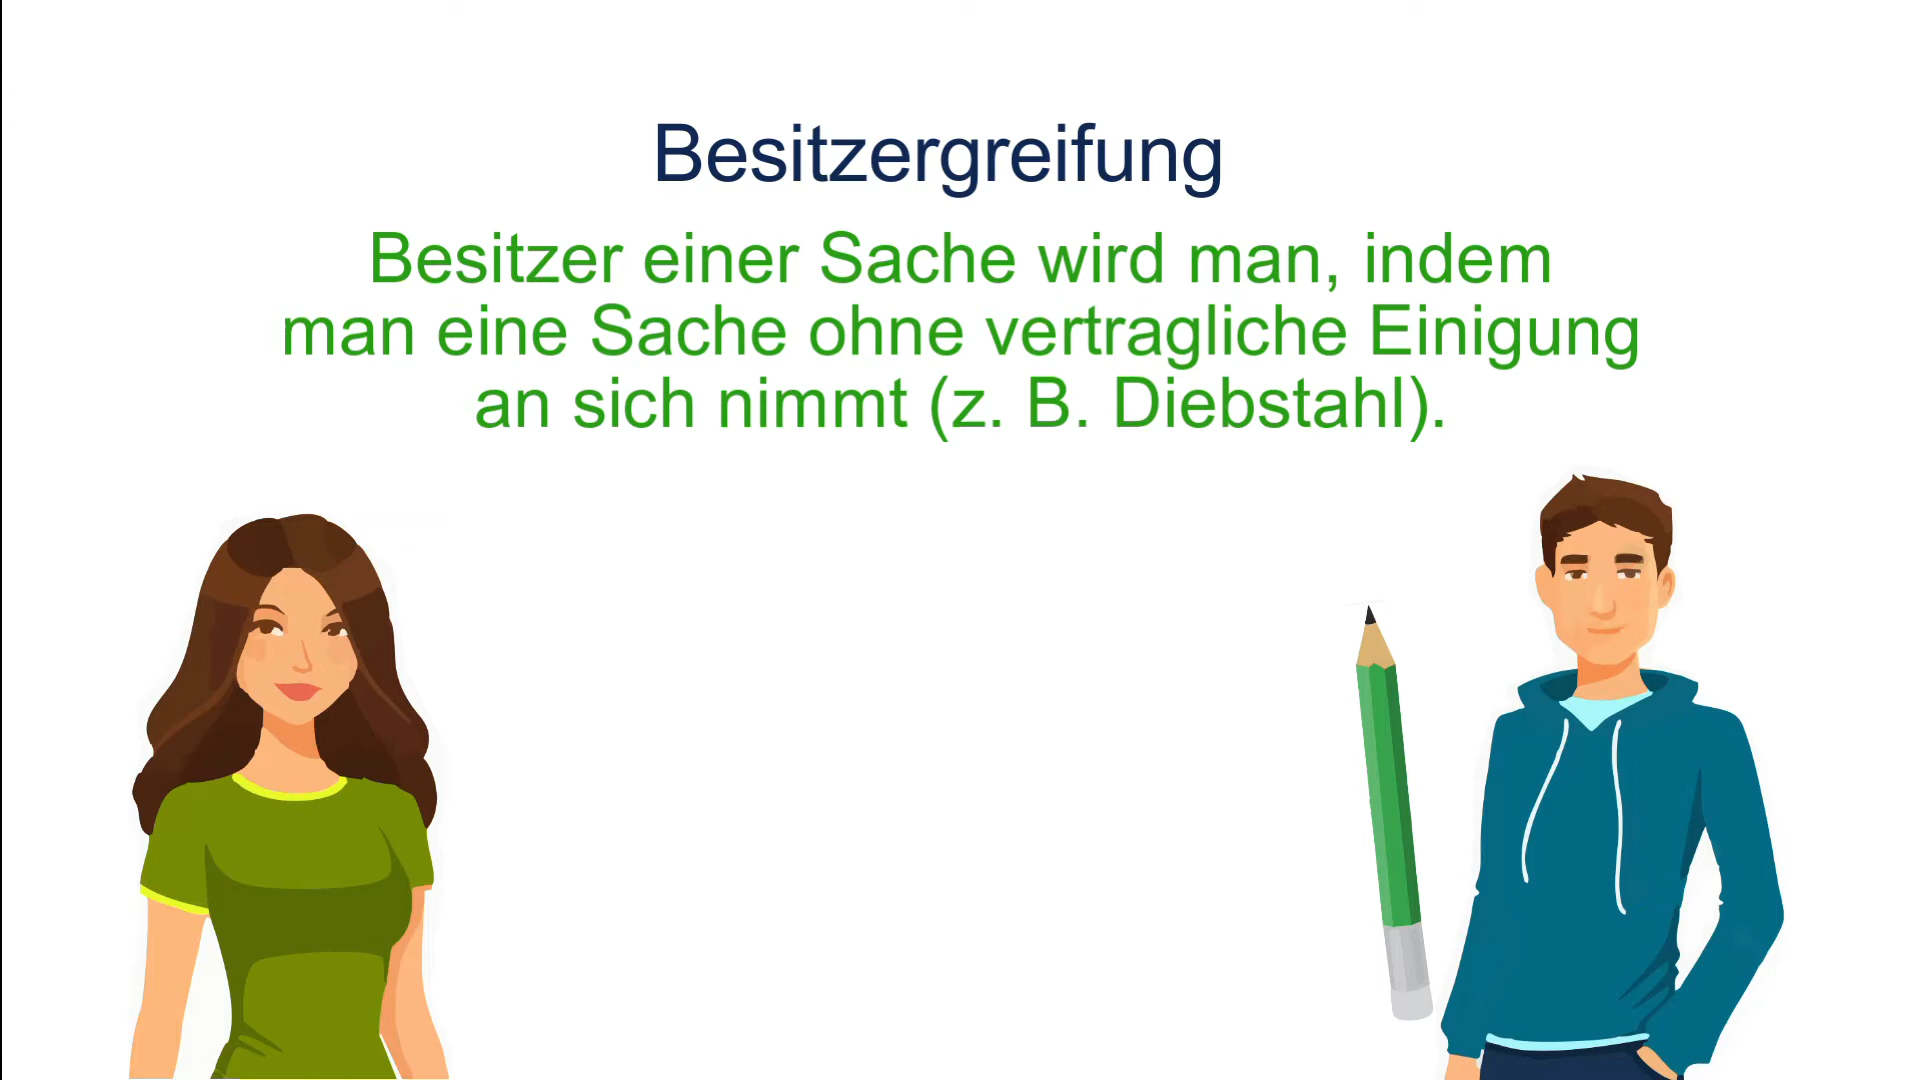 Besitzergreifung
Besitzer einer Sache wird man, indem
man eine Sache ohne vertragliche Einigung
an sich nimmt (z. B. Diebstahl).